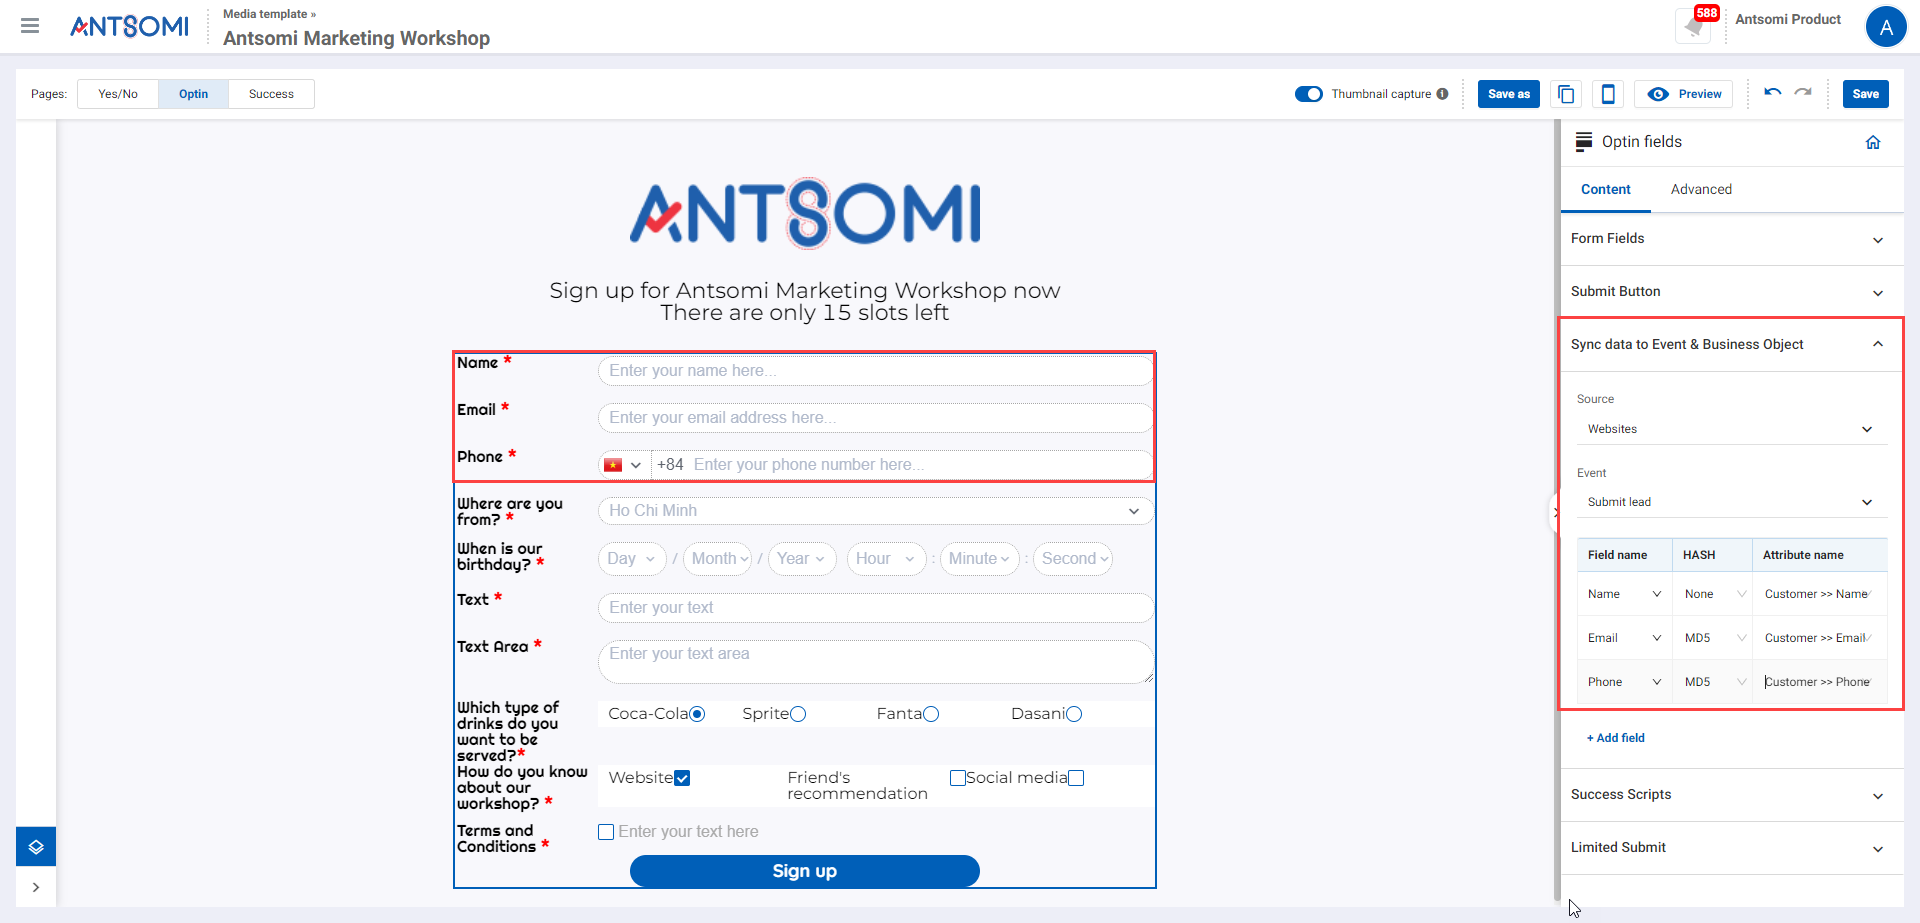 ANTSOMI
Media template »
Antsomi Marketing Workshop
588
Antsomi Product
A
Pages:
Yes/No
Optin
Success
Thumbnail capture
Save as
Preview
Save
ANTSOMI
Sign up for Antsomi Marketing Workshop now
There are only 15 slots left
Name *
Enter your name here...
Email *
Enter your email address here...
Phone *
+84 Enter your phone number here...
Where are you
from? *
Ho Chi Minh
When is our
birthday? *
Day / Month / Year Hour : Minute : Second
Text *
Enter your text
Text Area *
Enter your text area
Which type of
drinks do you
want to be
served?*
Coca-Cola Sprite Fanta Dasani
How do you know
about our
workshop? *
Website
Friend's
recommendation
Social media
Terms and
Conditions *
Enter your text here
Sign up
Optin fields
Content
Advanced
Form Fields
Submit Button
Sync data to Event & Business Object
Source
Websites
Event
Submit lead
Field name HASH Attribute name
Name None Customer >> Name
Email MD5 Customer >> Email
Phone MD5 Customer >> Phone
+ Add field
Success Scripts
Limited Submit